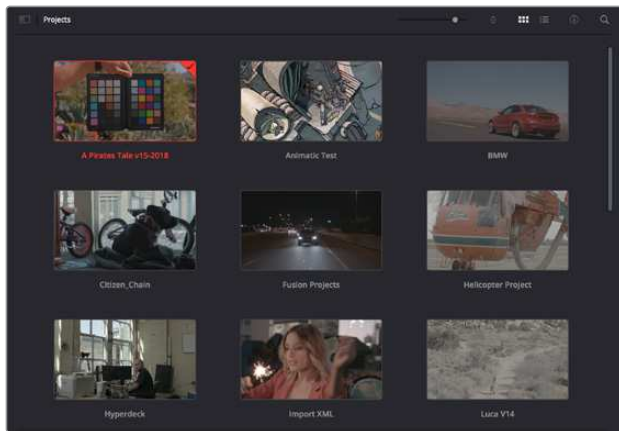 Projects
A Pirates Tale v15-2018
Animatic Test
BMW
Citizen_Chain
Fusion Projects
Helicopter Project
Hyperdeck
Import XML
Luca V14